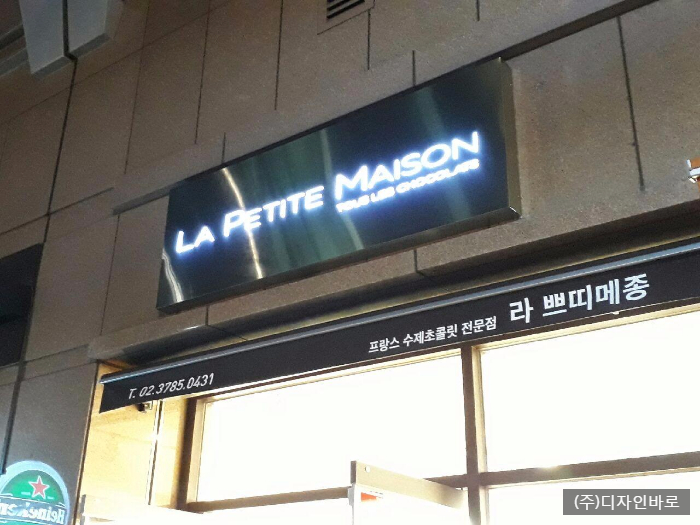 LA PETITE MAISON
TOUS LES CHOCOLATS
프랑스 수제초콜릿 전문점 라 쁘띠메종
T. 02.3785.0431
Heineken
(주)디자인바로